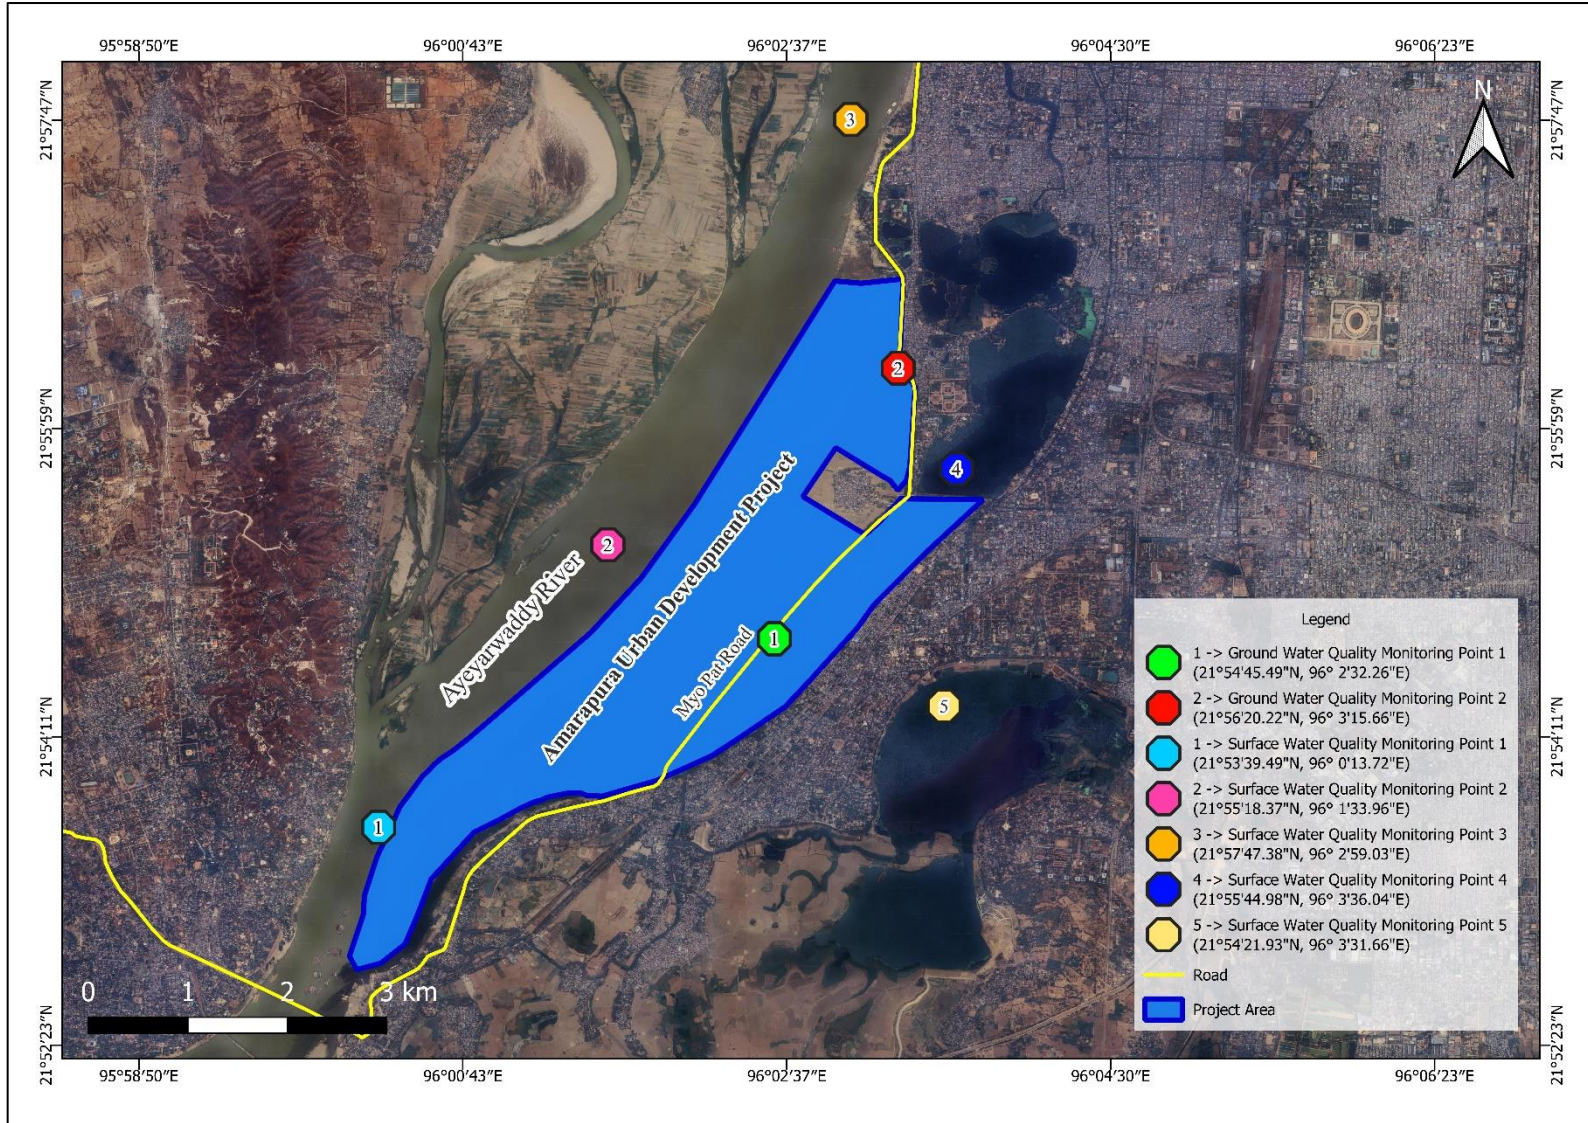 95°58'50"E 96°00'43"E 96°02'37"E 96°04'30"E 96°06'23"E
21°57'47"N
21°55'59"N
21°54'11"N
21°52'23"N
N
3
2
4
2
1
5
1
Ayeyarwaddy River
Amarapura Urban Development Project
Myo Pat Road
Legend
1 -> Ground Water Quality Monitoring Point 1
(21°54'45.49"N, 96° 2'32.26"E)
2 -> Ground Water Quality Monitoring Point 2
(21°56'20.22"N, 96° 3'15.66"E)
1 -> Surface Water Quality Monitoring Point 1
(21°53'39.49"N, 96° 0'13.72"E)
2 -> Surface Water Quality Monitoring Point 2
(21°55'18.37"N, 96° 1'33.96"E)
3 -> Surface Water Quality Monitoring Point 3
(21°57'47.38"N, 96° 2'59.03"E)
4 -> Surface Water Quality Monitoring Point 4
(21°55'44.98"N, 96° 3'36.04"E)
5 -> Surface Water Quality Monitoring Point 5
(21°54'21.93"N, 96° 3'31.66"E)
Road
Project Area
0 1 2 3 km
21°57'47"N
21°55'59"N
21°54'11"N
21°52'23"N
95°58'50"E 96°00'43"E 96°02'37"E 96°04'30"E 96°06'23"E